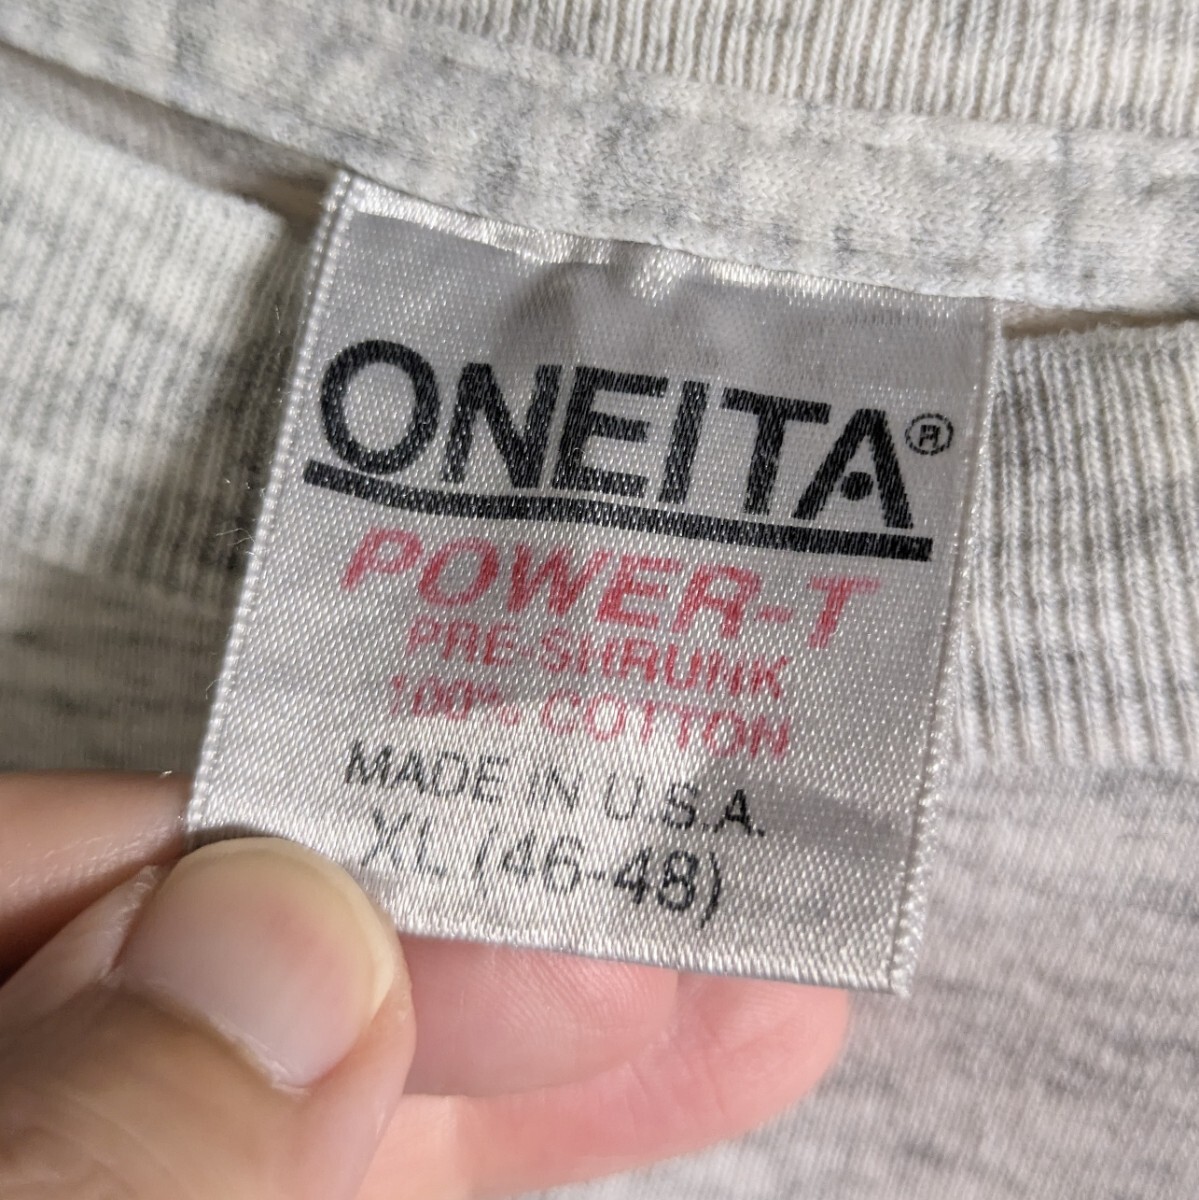 ONEITA®
POWER-T
PRE-SHRUNK
100% COTTON
MADE IN U.S.A.
XL (46-48)